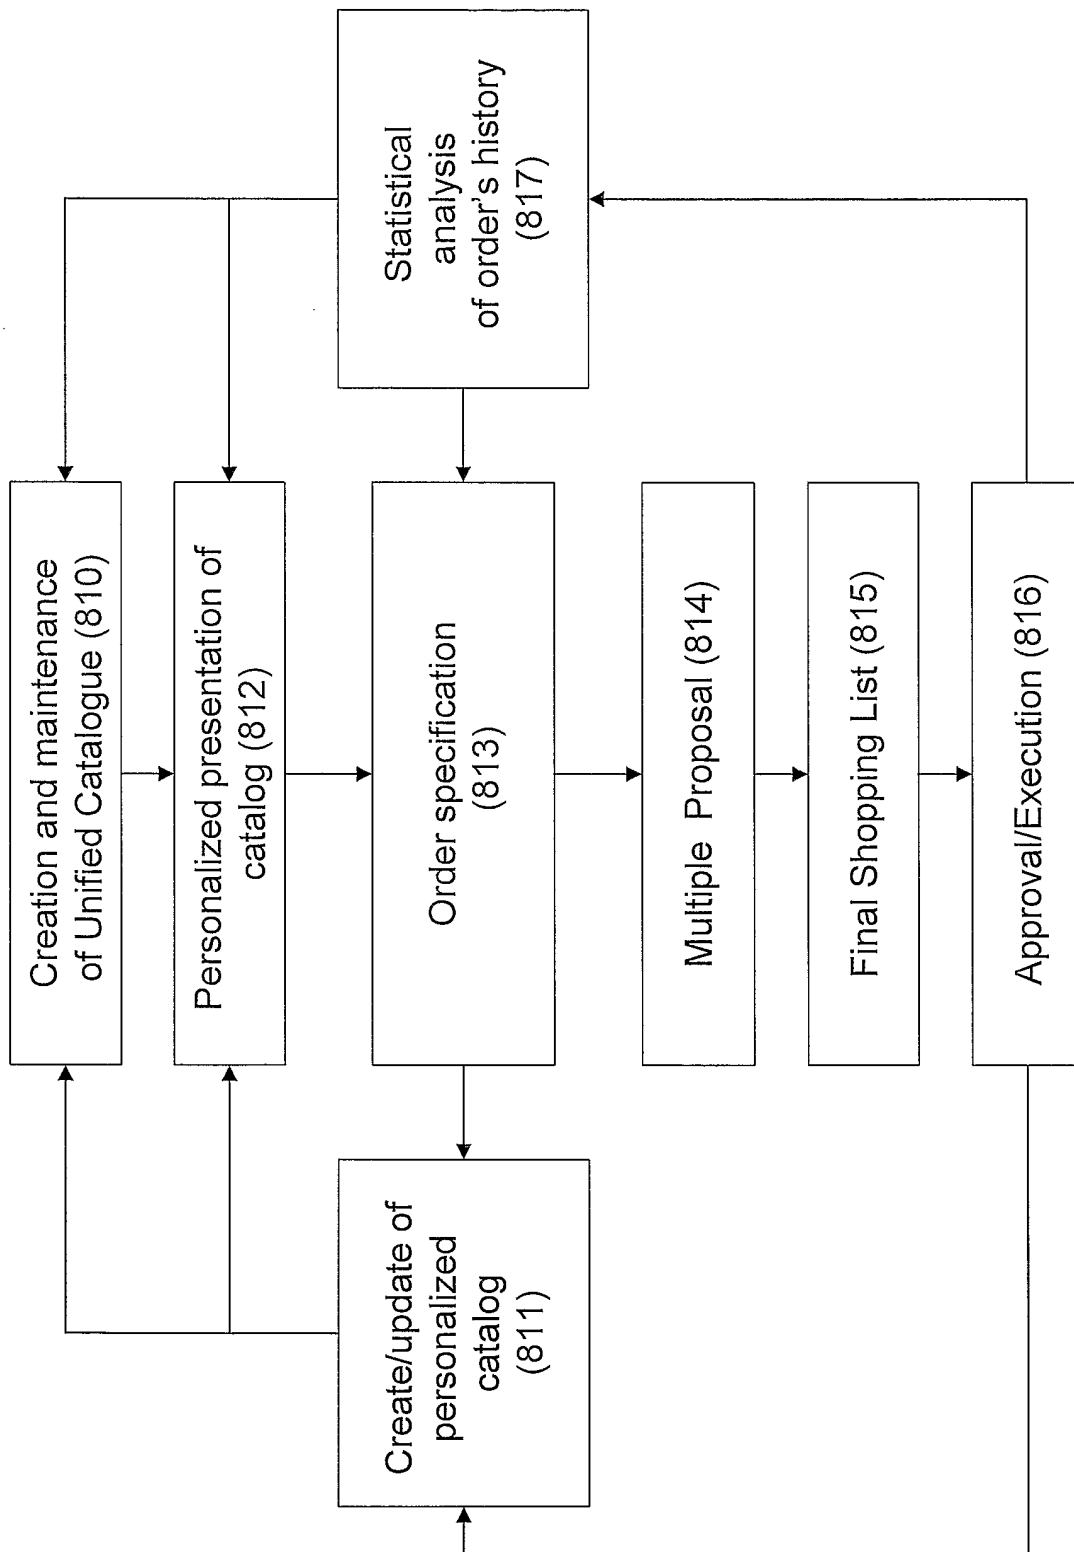 Creation and maintenance
of Unified Catalogue (810)
Personalized presentation of
catalog (812)
Statistical
analysis
of order's history
(817)
Create/update of
personalized
catalog
(811)
Order specification
(813)
Multiple Proposal (814)
Final Shopping List (815)
Approval/Execution (816)